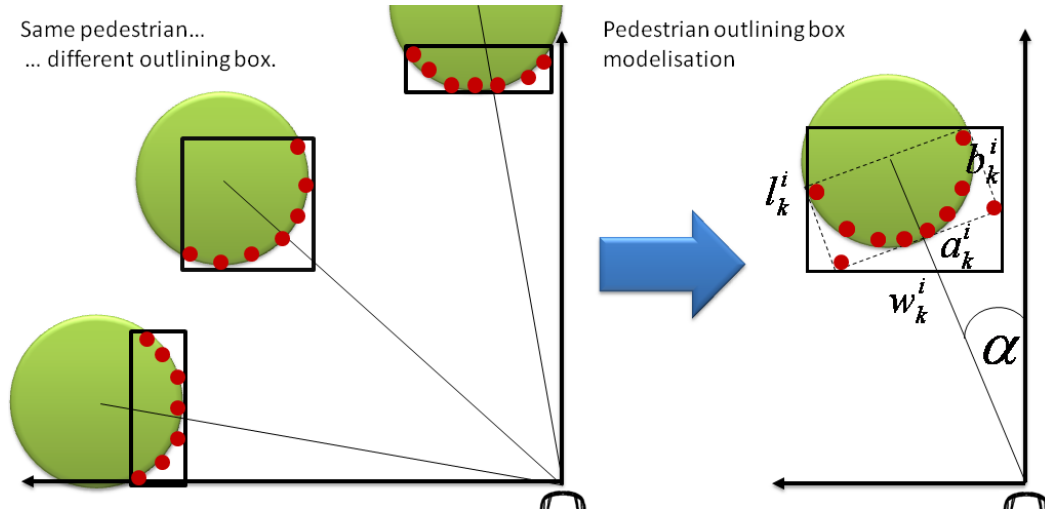 Same pedestrian...
... different outlining box.
Pedestrian outlining box
modelisation
b_k^i
l_k^i
a_k^i
w_k^i
α